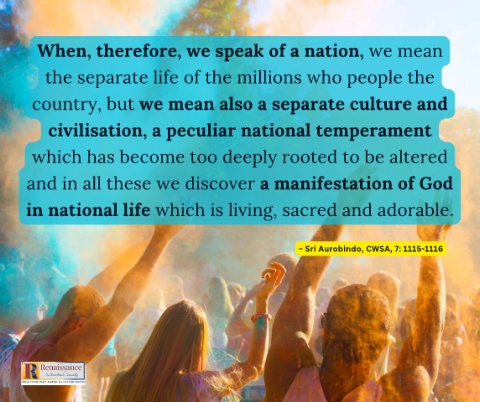 When, therefore, we speak of a nation, we mean
the separate life of the millions who people the
country, but we mean also a separate culture and
civilisation, a peculiar national temperament
which has become too deeply rooted to be altered
and in all these we discover a manifestation of God
in national life which is living, sacred and adorable.
– Sri Aurobindo, CWSA, 7: 1115-1116
Renaissance